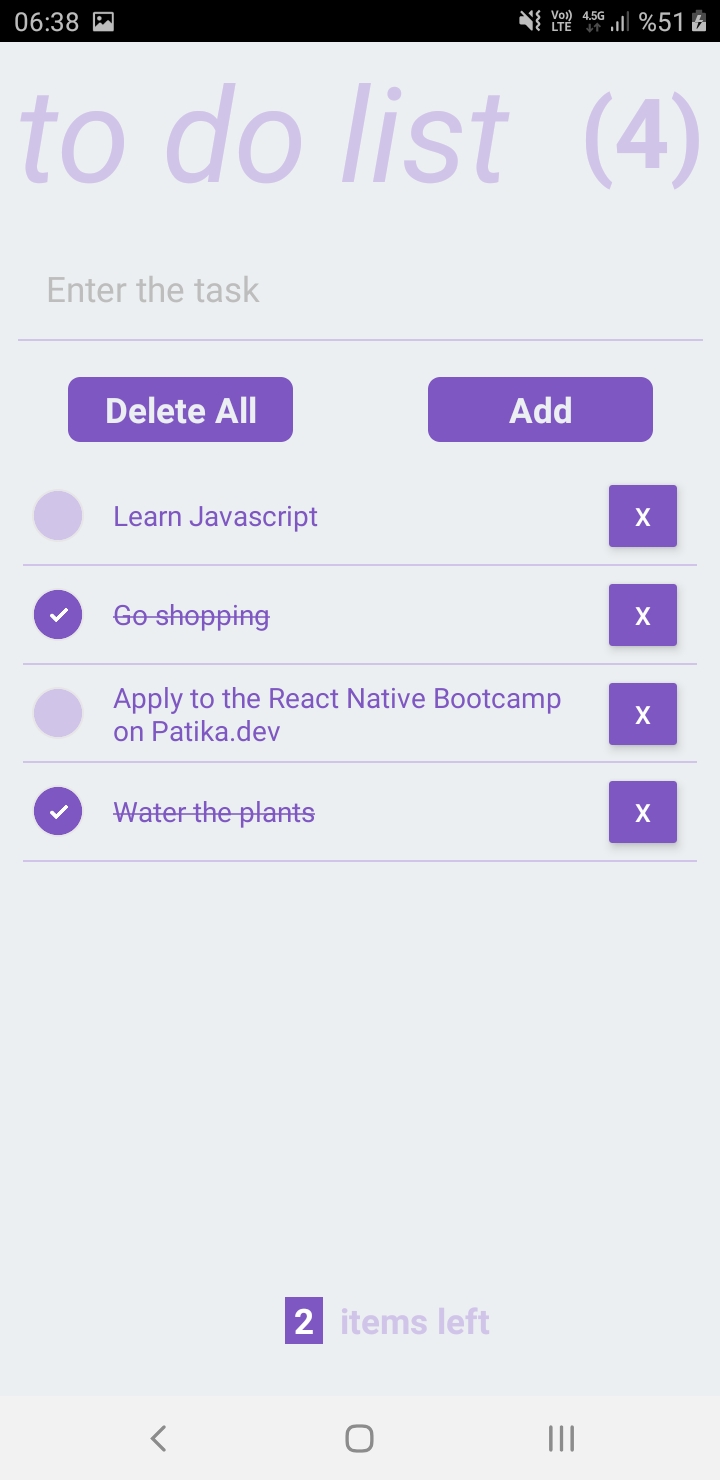 06:38 Vo)) LTE 4.5G %51
to do list (4)
Enter the task
Delete All Add
Learn Javascript X
Go shopping X
Apply to the React Native Bootcamp
on Patika.dev X
Water the plants X
2 items left